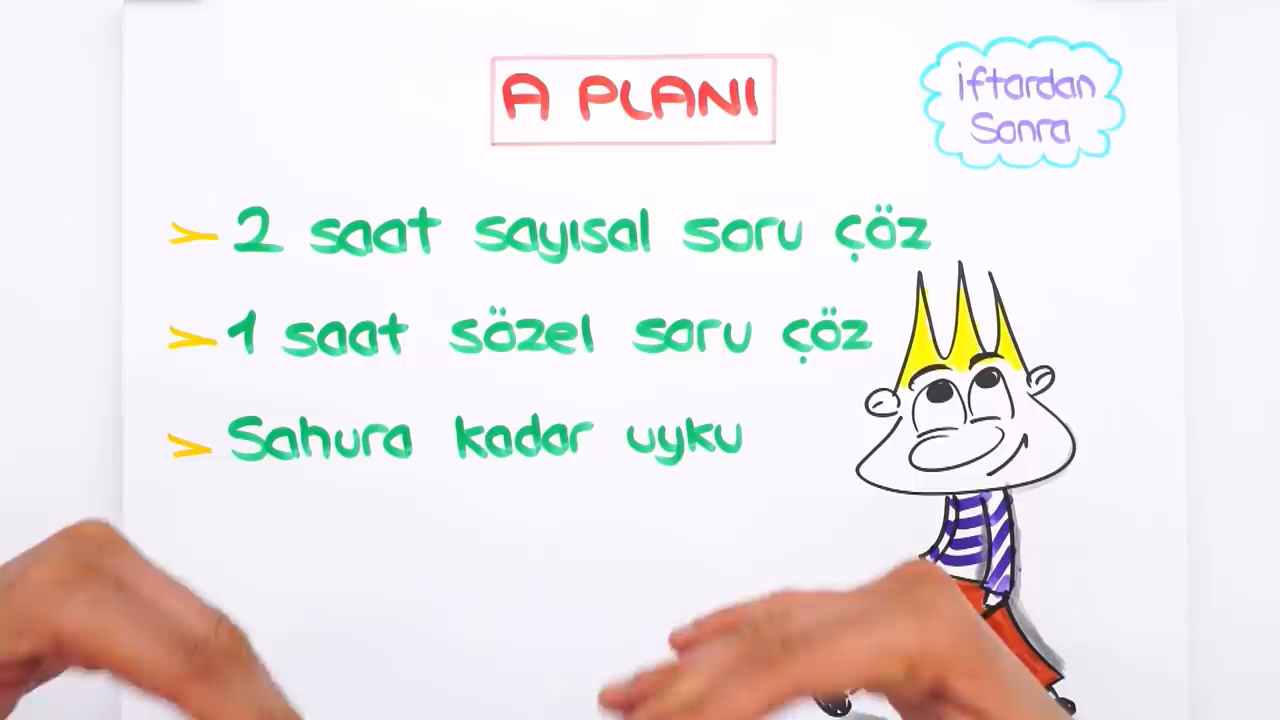 A PLANI
İftardan
Sonra
2 saat sayısal soru çöz
1 saat sözel soru çöz
Sahura kadar uyku